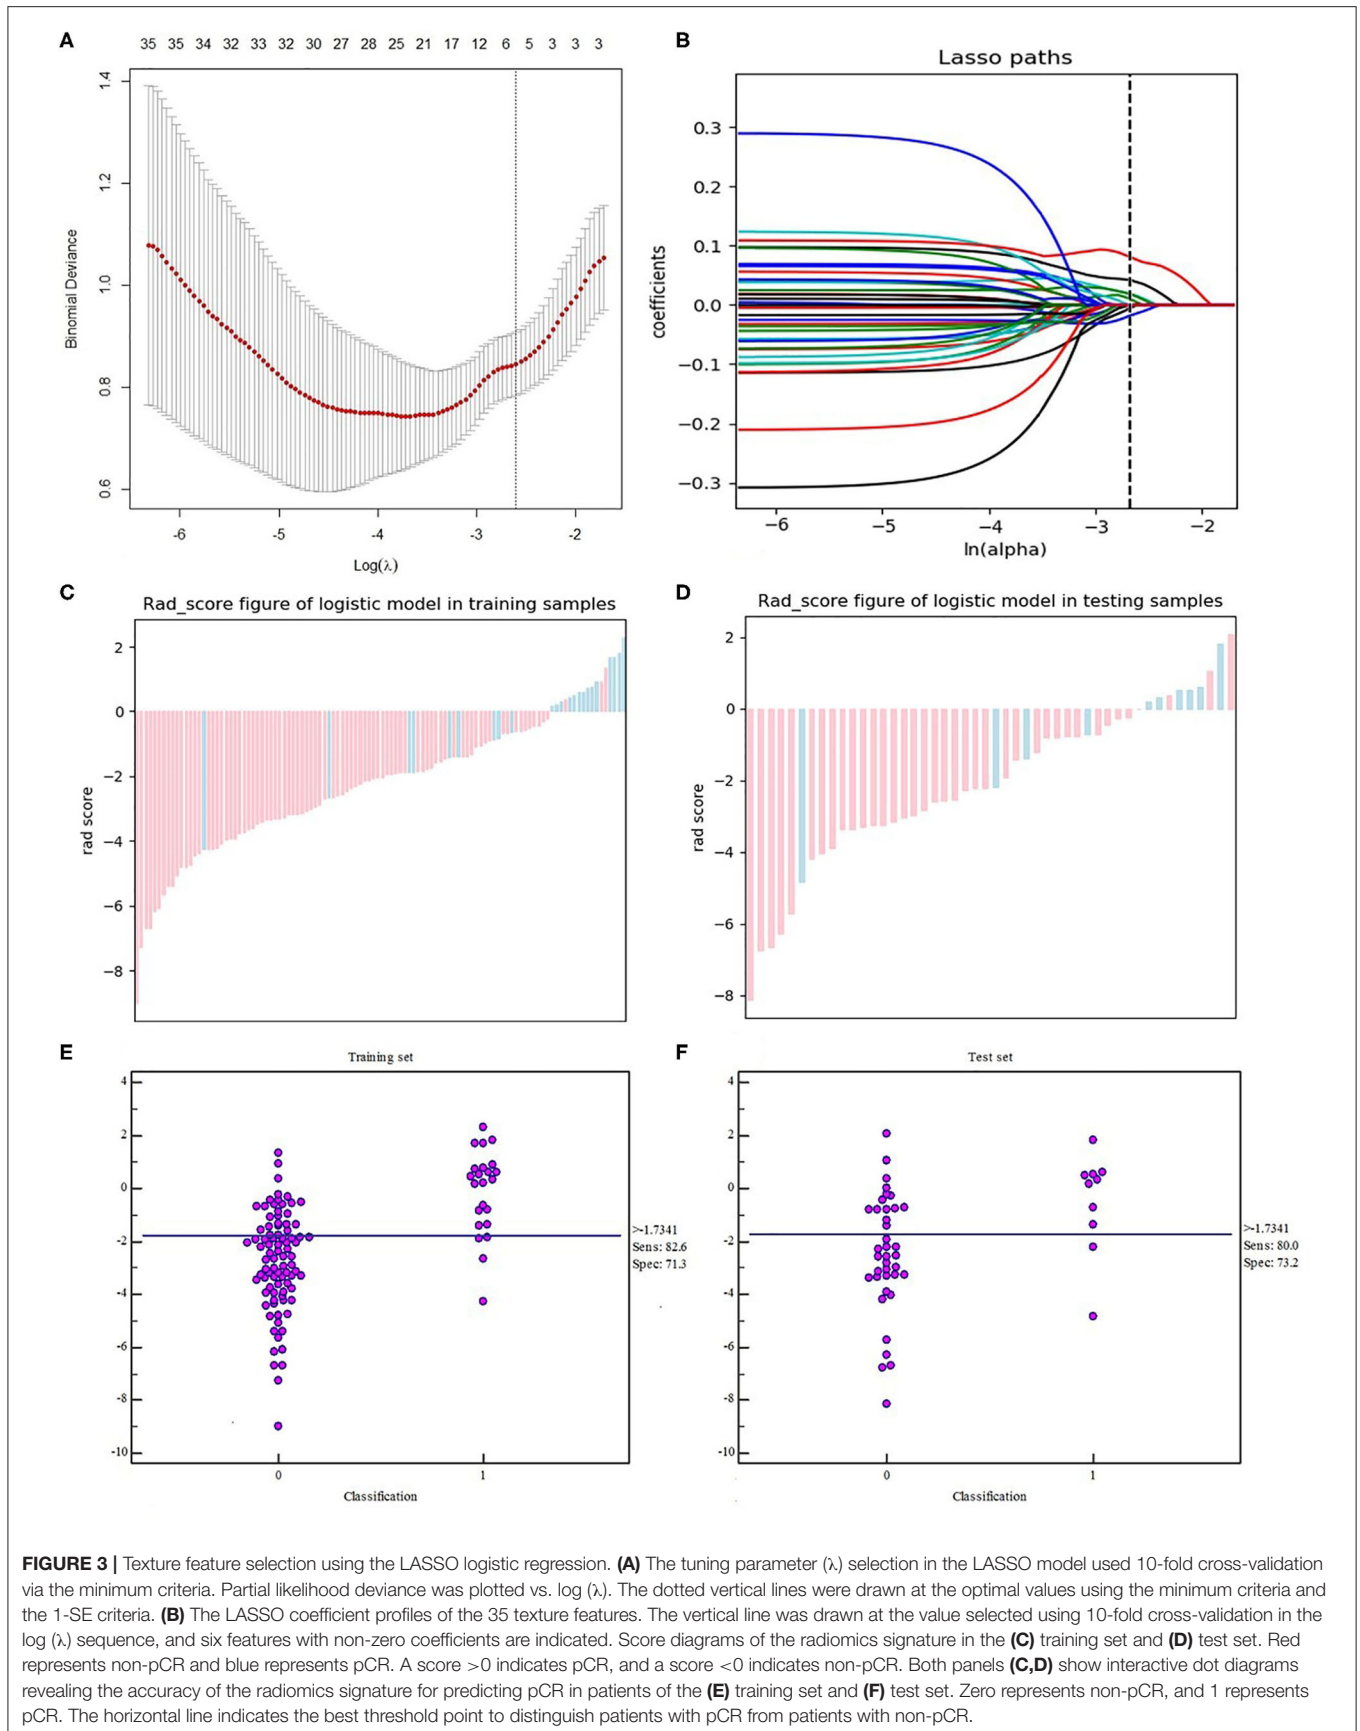 A
35 35 34 32 33 32 30 27 28 25 21 17 12 6 5 3 3 3
1.4
1.2
1.0
0.8
0.6
Binomial Deviance
-6 -5 -4 -3 -2
Log(λ)
B
Lasso paths
0.3
0.2
0.1
0.0
−0.1
−0.2
−0.3
coefficients
−6 −5 −4 −3 −2
ln(alpha)
C
Rad_score figure of logistic model in training samples
2
0
−2
−4
−6
−8
rad score
D
Rad_score figure of logistic model in testing samples
2
0
−2
−4
−6
−8
rad score
E
Training set
4
2
0
-2
-4
-6
-8
-10
0 1
Classification
>-1.7341
Sens: 82.6
Spec: 71.3
F
Test set
4
2
0
-2
-4
-6
-8
-10
0 1
Classification
>-1.7341
Sens: 80.0
Spec: 73.2
FIGURE 3 | Texture feature selection using the LASSO logistic regression. (A) The tuning parameter (λ) selection in the LASSO model used 10-fold cross-validation
via the minimum criteria. Partial likelihood deviance was plotted vs. log (λ). The dotted vertical lines were drawn at the optimal values using the minimum criteria and
the 1-SE criteria. (B) The LASSO coefficient profiles of the 35 texture features. The vertical line was drawn at the value selected using 10-fold cross-validation in the
log (λ) sequence, and six features with non-zero coefficients are indicated. Score diagrams of the radiomics signature in the (C) training set and (D) test set. Red
represents non-pCR and blue represents pCR. A score >0 indicates pCR, and a score <0 indicates non-pCR. Both panels (C,D) show interactive dot diagrams
revealing the accuracy of the radiomics signature for predicting pCR in patients of the (E) training set and (F) test set. Zero represents non-pCR, and 1 represents
pCR. The horizontal line indicates the best threshold point to distinguish patients with pCR from patients with non-pCR.